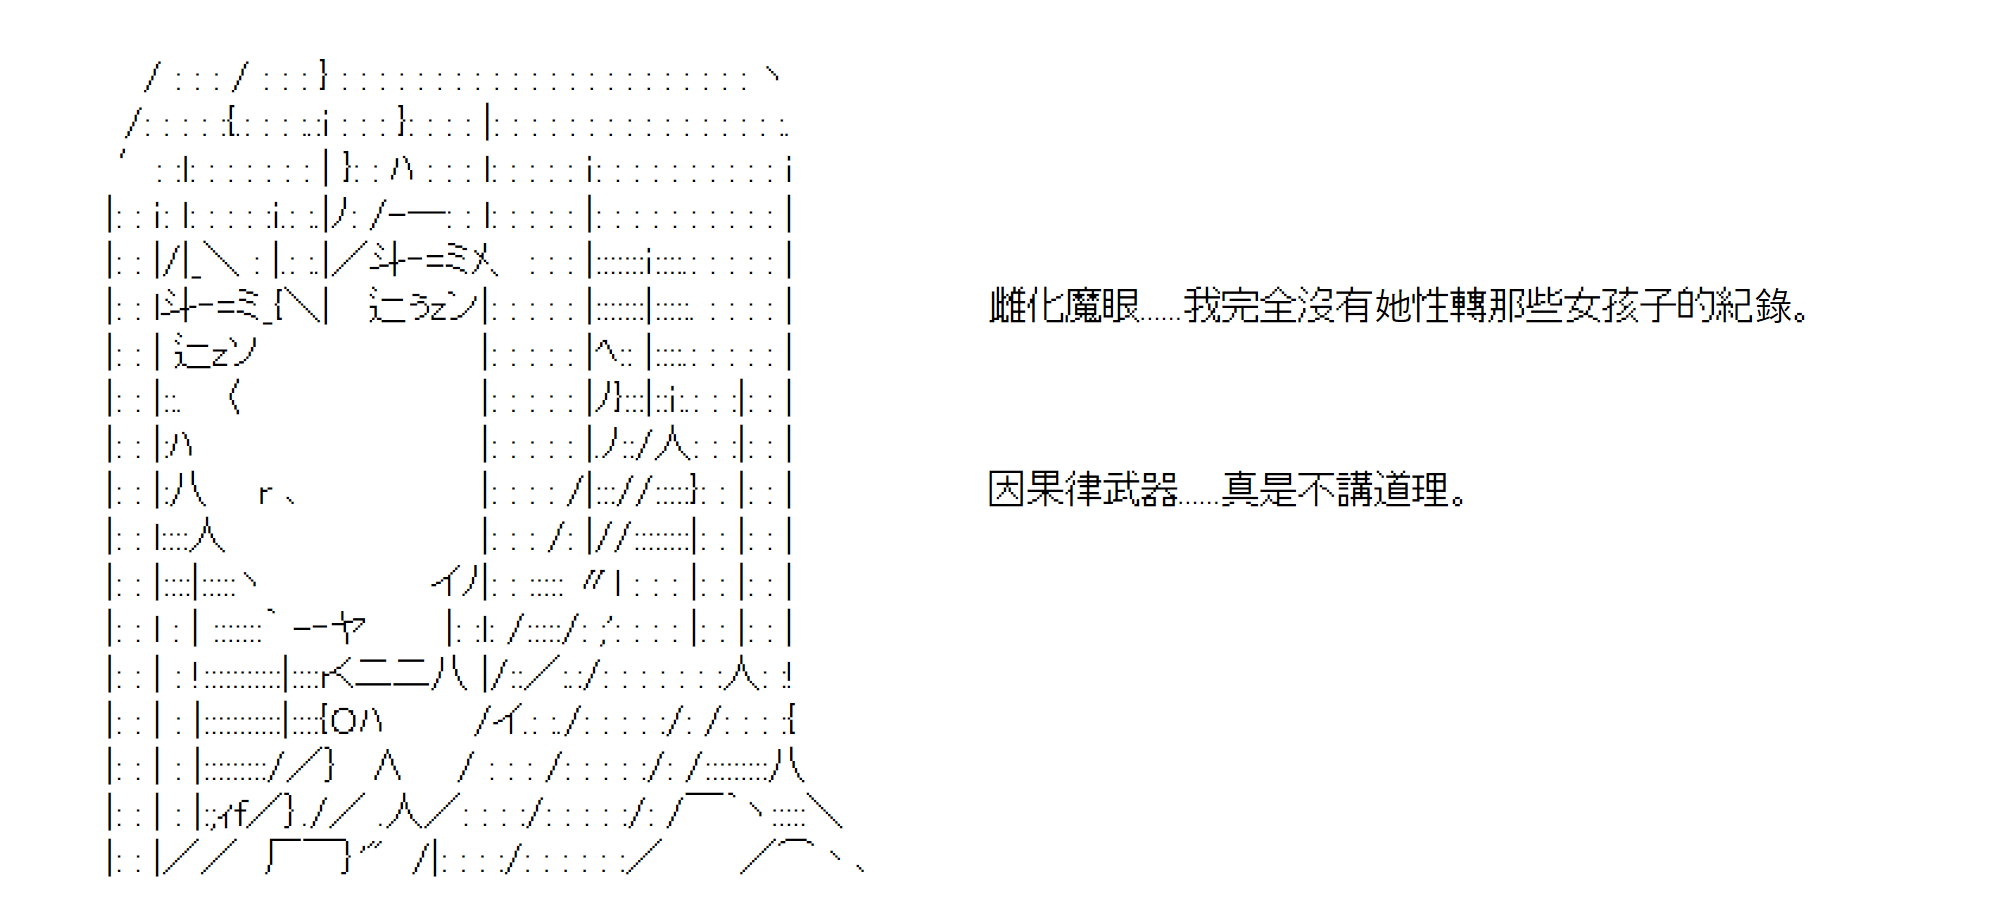 雌化魔眼......我完全沒有她性轉那些女孩子的紀錄。
因果律武器......真是不講道理。